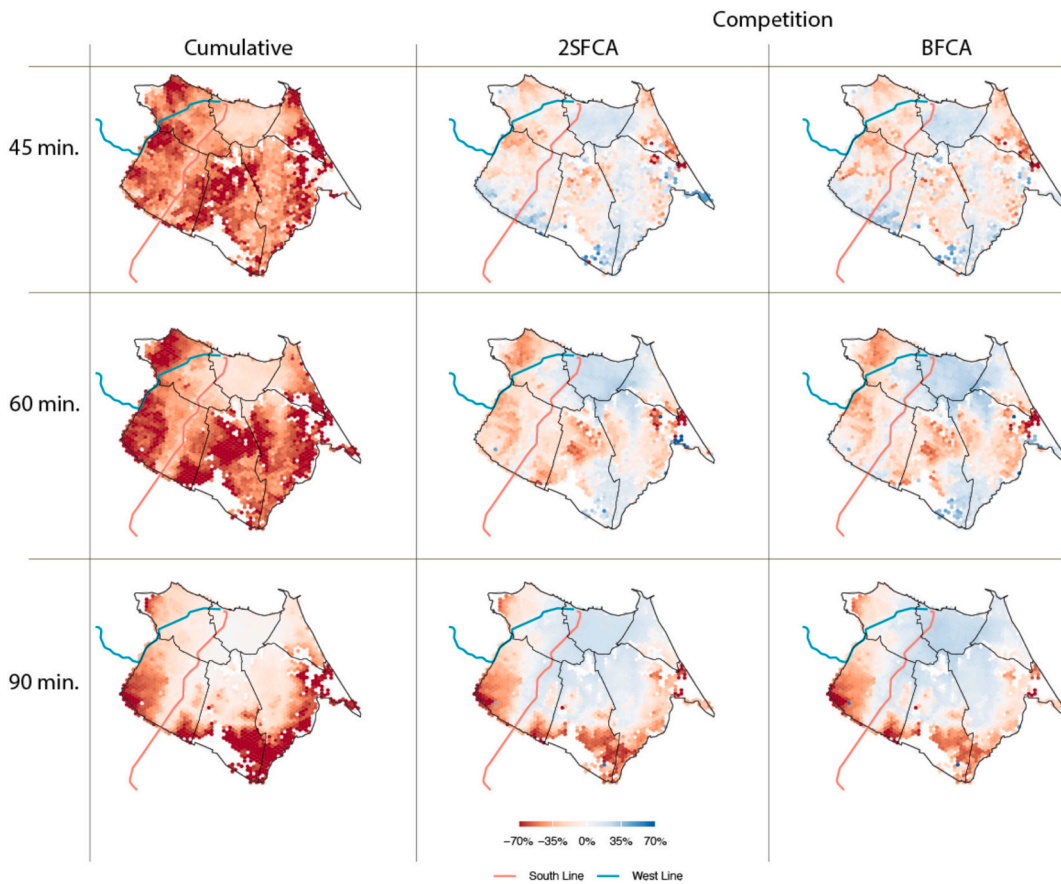 Competition
Cumulative 2SFCA BFCA
45 min.
60 min.
90 min.
−70% −35% 0% 35% 70%
South Line West Line